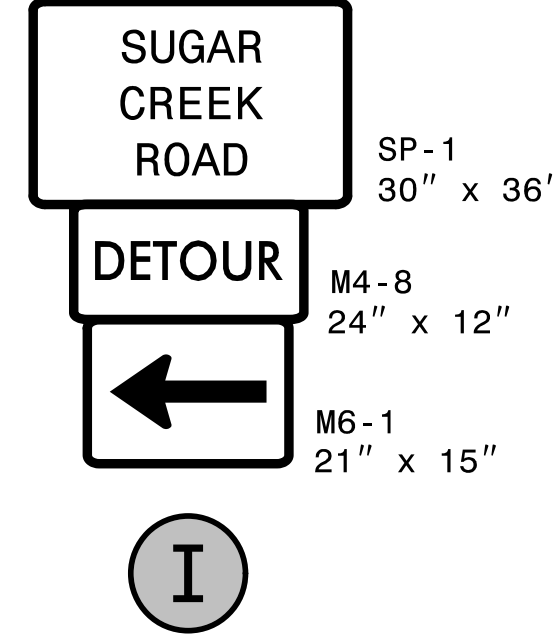 SUGAR
CREEK
ROAD
SP-1
30" x 36"
DETOUR
M4-8
24" x 12"
M6-1
21" x 15"
I